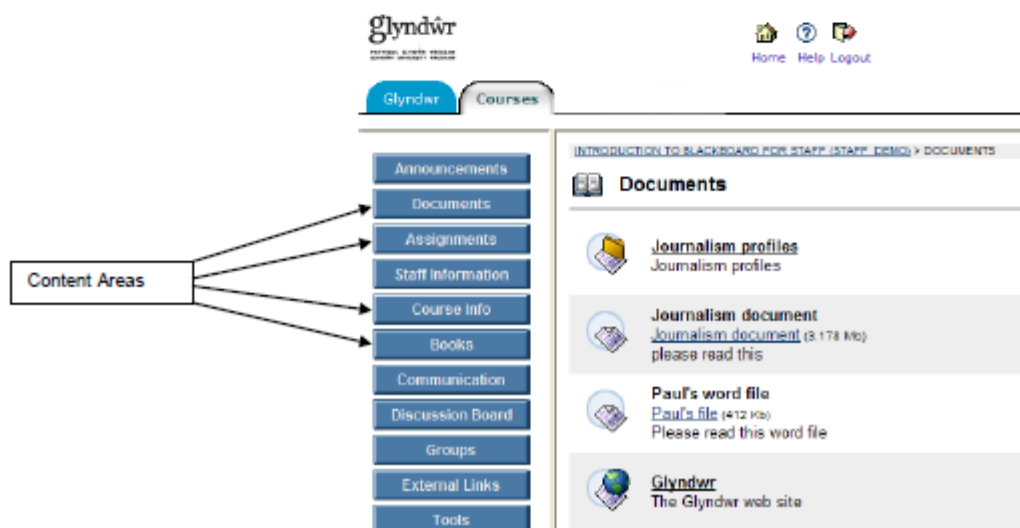 glyndŵr
Home Help Logout
Glyndwr
Courses
Content Areas
Announcements
Documents
Assignments
Staff Information
Course Info
Books
Communication
Discussion Board
Groups
External Links
Tools
INTRODUCTION TO BLACKBOARD FOR STAFF (STAFF_DEMO) > DOCUMENTS
Documents
Journalism profiles
Journalism profiles
Journalism document
Journalism document (3.178 Mb)
please read this
Paul's word file
Paul's file (412 Kb)
Please read this word file
Glyndwr
The Glyndwr web site